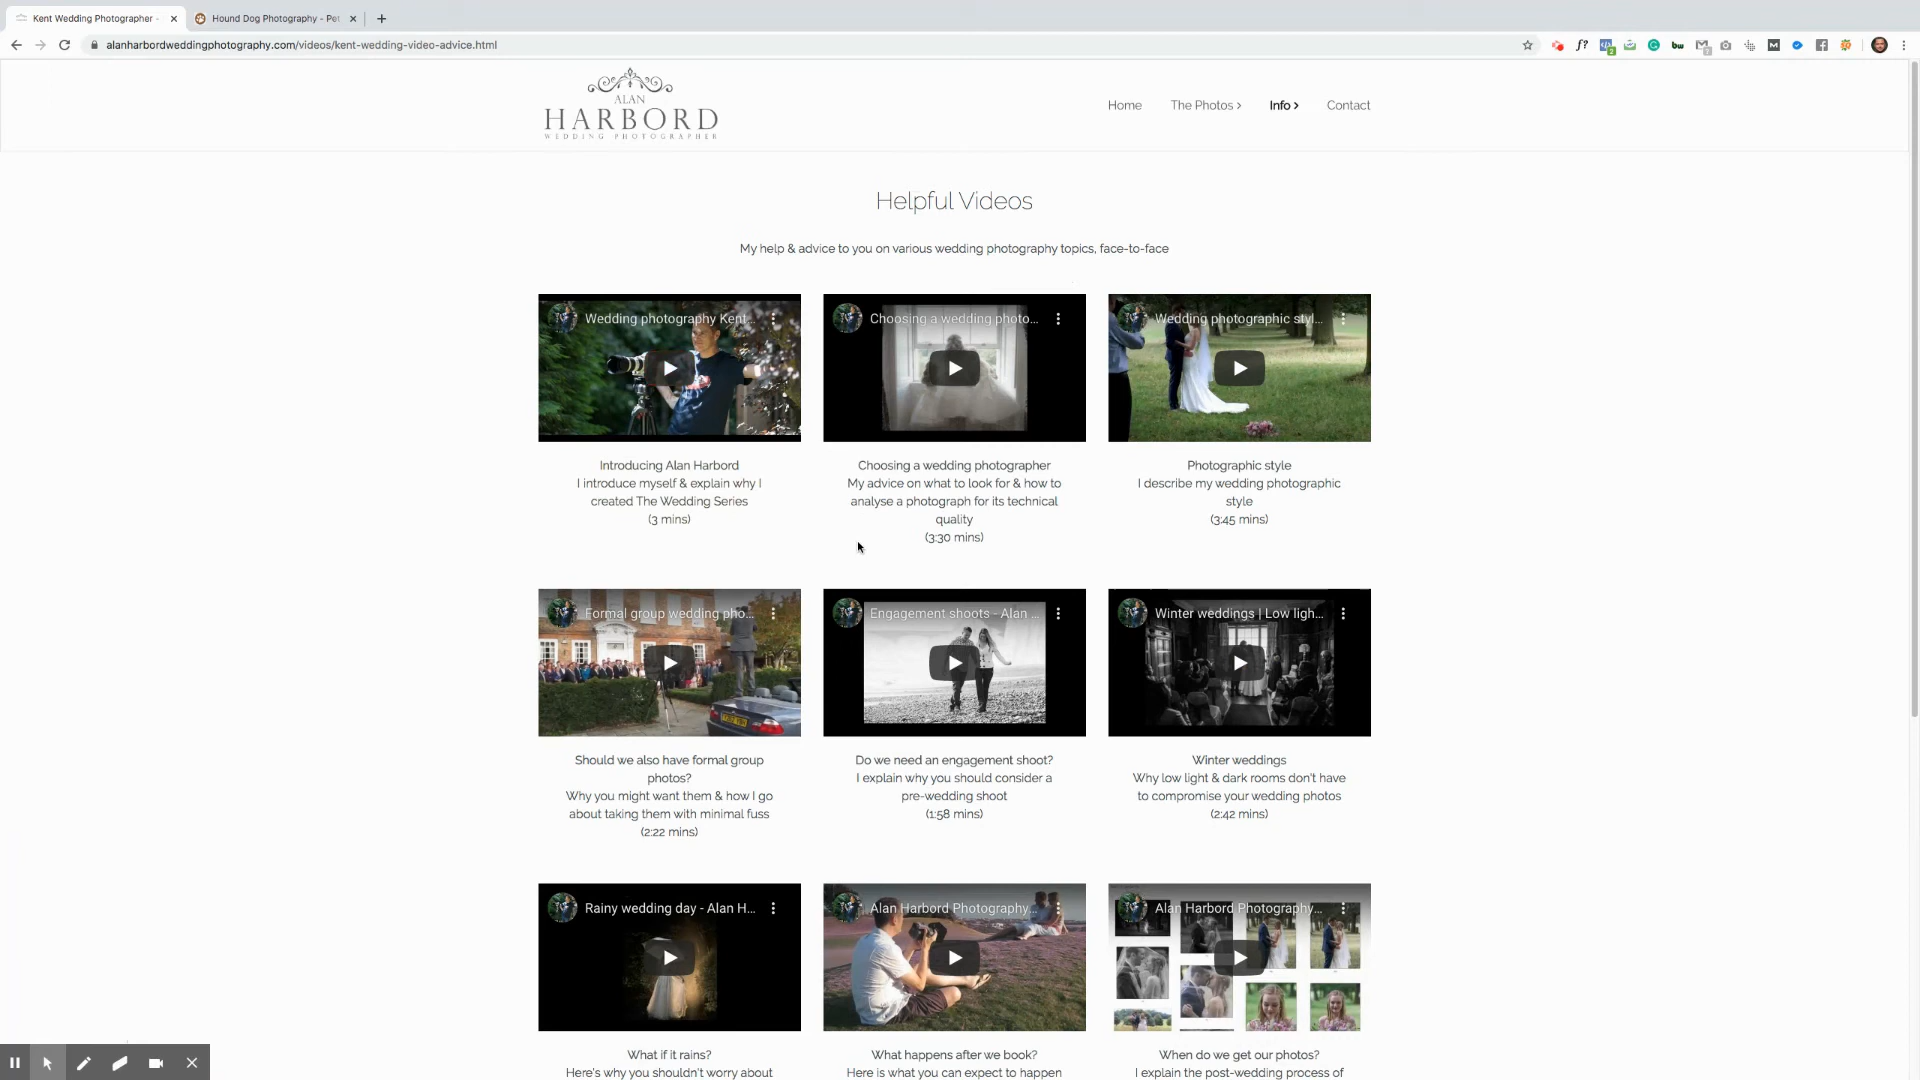 Kent Wedding Photographer -
Hound Dog Photography - Pet
alanharbordweddingphotography.com/videos/kent-wedding-video-advice.html
ALAN
HARBORD
WEDDING PHOTOGRAPHER
Home
The Photos ›
Info ›
Contact
Helpful Videos
My help & advice to you on various wedding photography topics, face-to-face
Wedding photography Kent...
Choosing a wedding photo...
Wedding photographic styl...
Introducing Alan Harbord
I introduce myself & explain why I
created The Wedding Series
(3 mins)
Choosing a wedding photographer
My advice on what to look for & how to
analyse a photograph for its technical
quality
(3:30 mins)
Photographic style
I describe my wedding photographic
style
(3:45 mins)
Formal group wedding pho...
Engagement shoots - Alan ...
Winter weddings | Low ligh...
Should we also have formal group
photos?
Why you might want them & how I go
about taking them with minimal fuss
(2:22 mins)
Do we need an engagement shoot?
I explain why you should consider a
pre-wedding shoot
(1:58 mins)
Winter weddings
Why low light & dark rooms don't have
to compromise your wedding photos
(2:42 mins)
Rainy wedding day - Alan H...
Alan Harbord Photography...
Alan Harbord Photography...
What if it rains?
Here's why you shouldn't worry about
What happens after we book?
Here is what you can expect to happen
When do we get our photos?
I explain the post-wedding process of